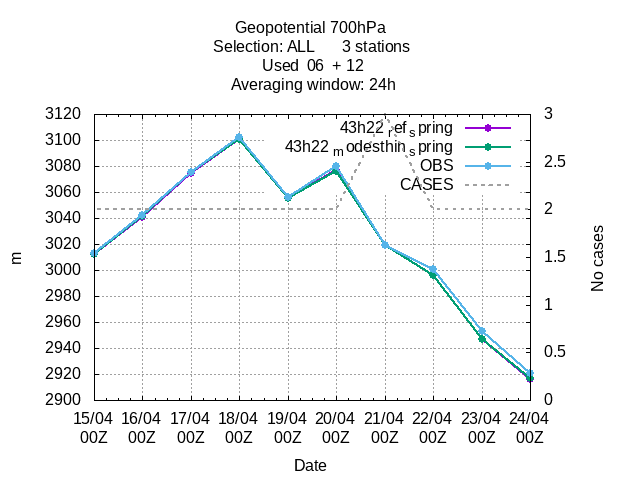 Geopotential 700hPa
Selection: ALL      3 stations
Used  06  + 12
Averaging window: 24h
3120
3100
3080
3060
3040
3020
3000
2980
2960
2940
2920
2900
m
3
2.5
2
1.5
1
0.5
0
No cases
43h22 refspring
43h22 modesthinspring
OBS
CASES
15/04 16/04 17/04 18/04 19/04 20/04 21/04 22/04 23/04 24/04
00Z 00Z 00Z 00Z 00Z 00Z 00Z 00Z 00Z 00Z
Date